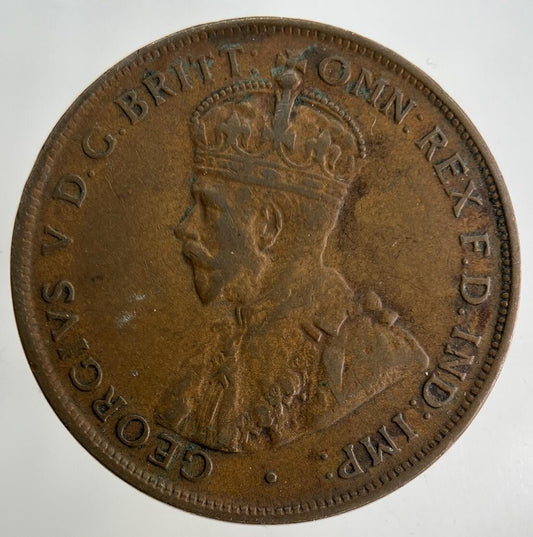 GEORGIVS V D.G. BRITT: OMN: REX F.D. IND: IMP: